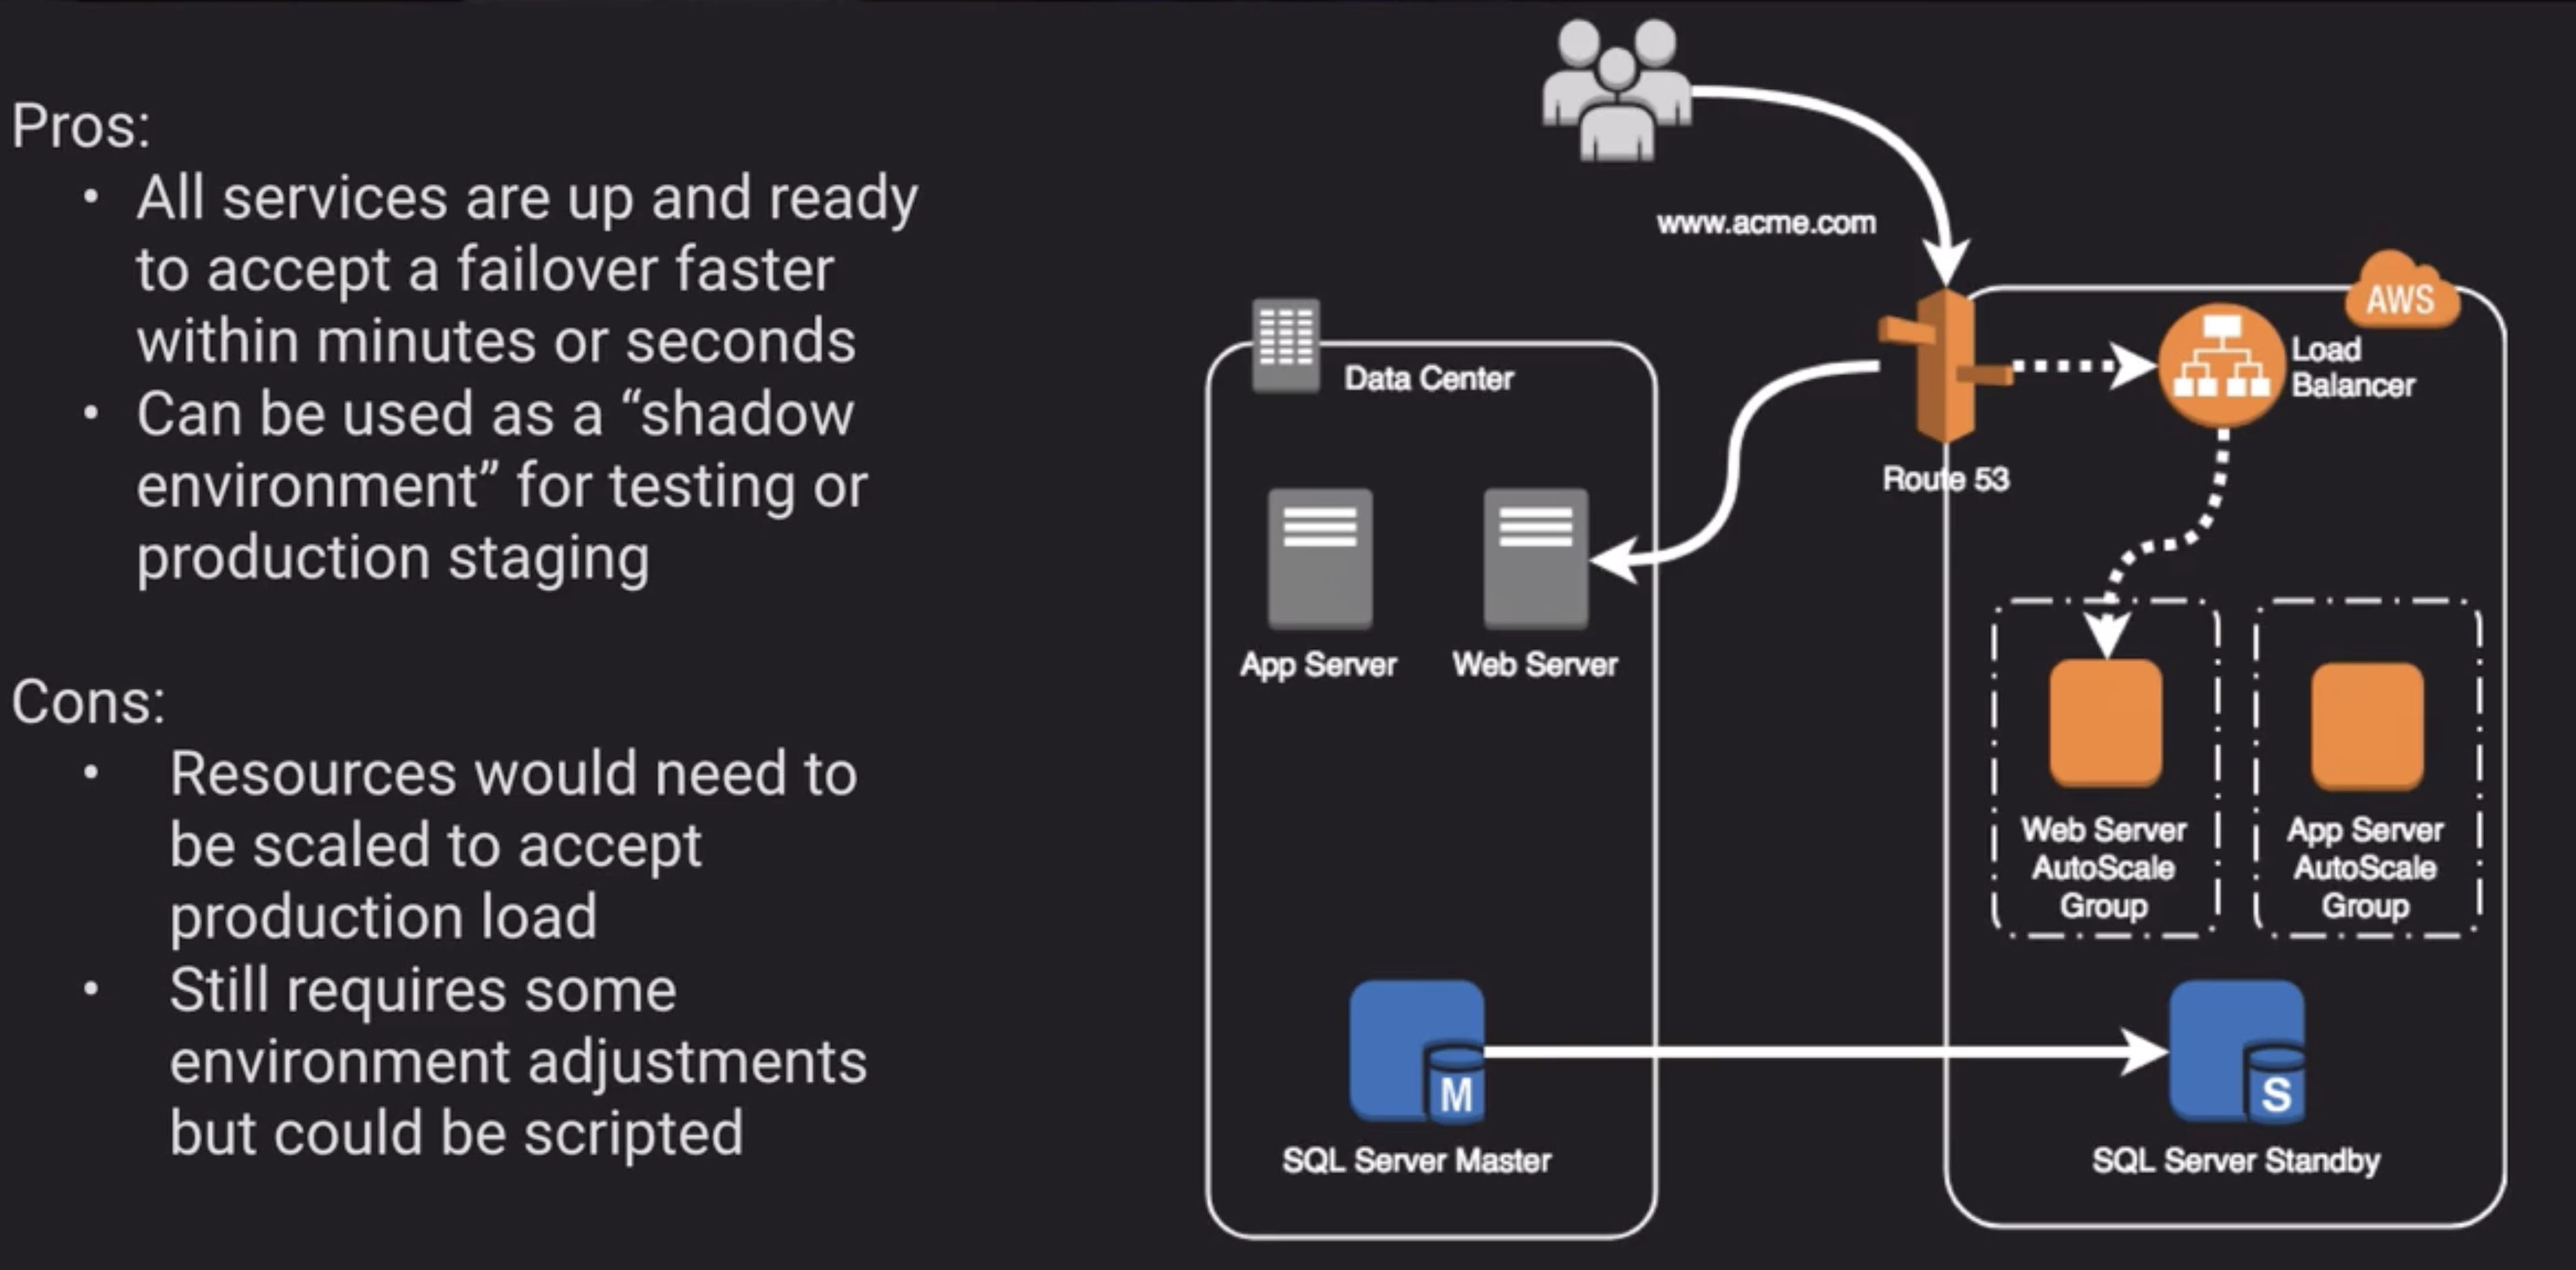 Pros:
• All services are up and ready
to accept a failover faster
within minutes or seconds
• Can be used as a “shadow
environment” for testing or
production staging
Cons:
• Resources would need to
be scaled to accept
production load
• Still requires some
environment adjustments
but could be scripted
www.acme.com
AWS
Load
Balancer
Data Center
Route 53
App Server
Web Server
Web Server
AutoScale
Group
App Server
AutoScale
Group
M
SQL Server Master
S
SQL Server Standby